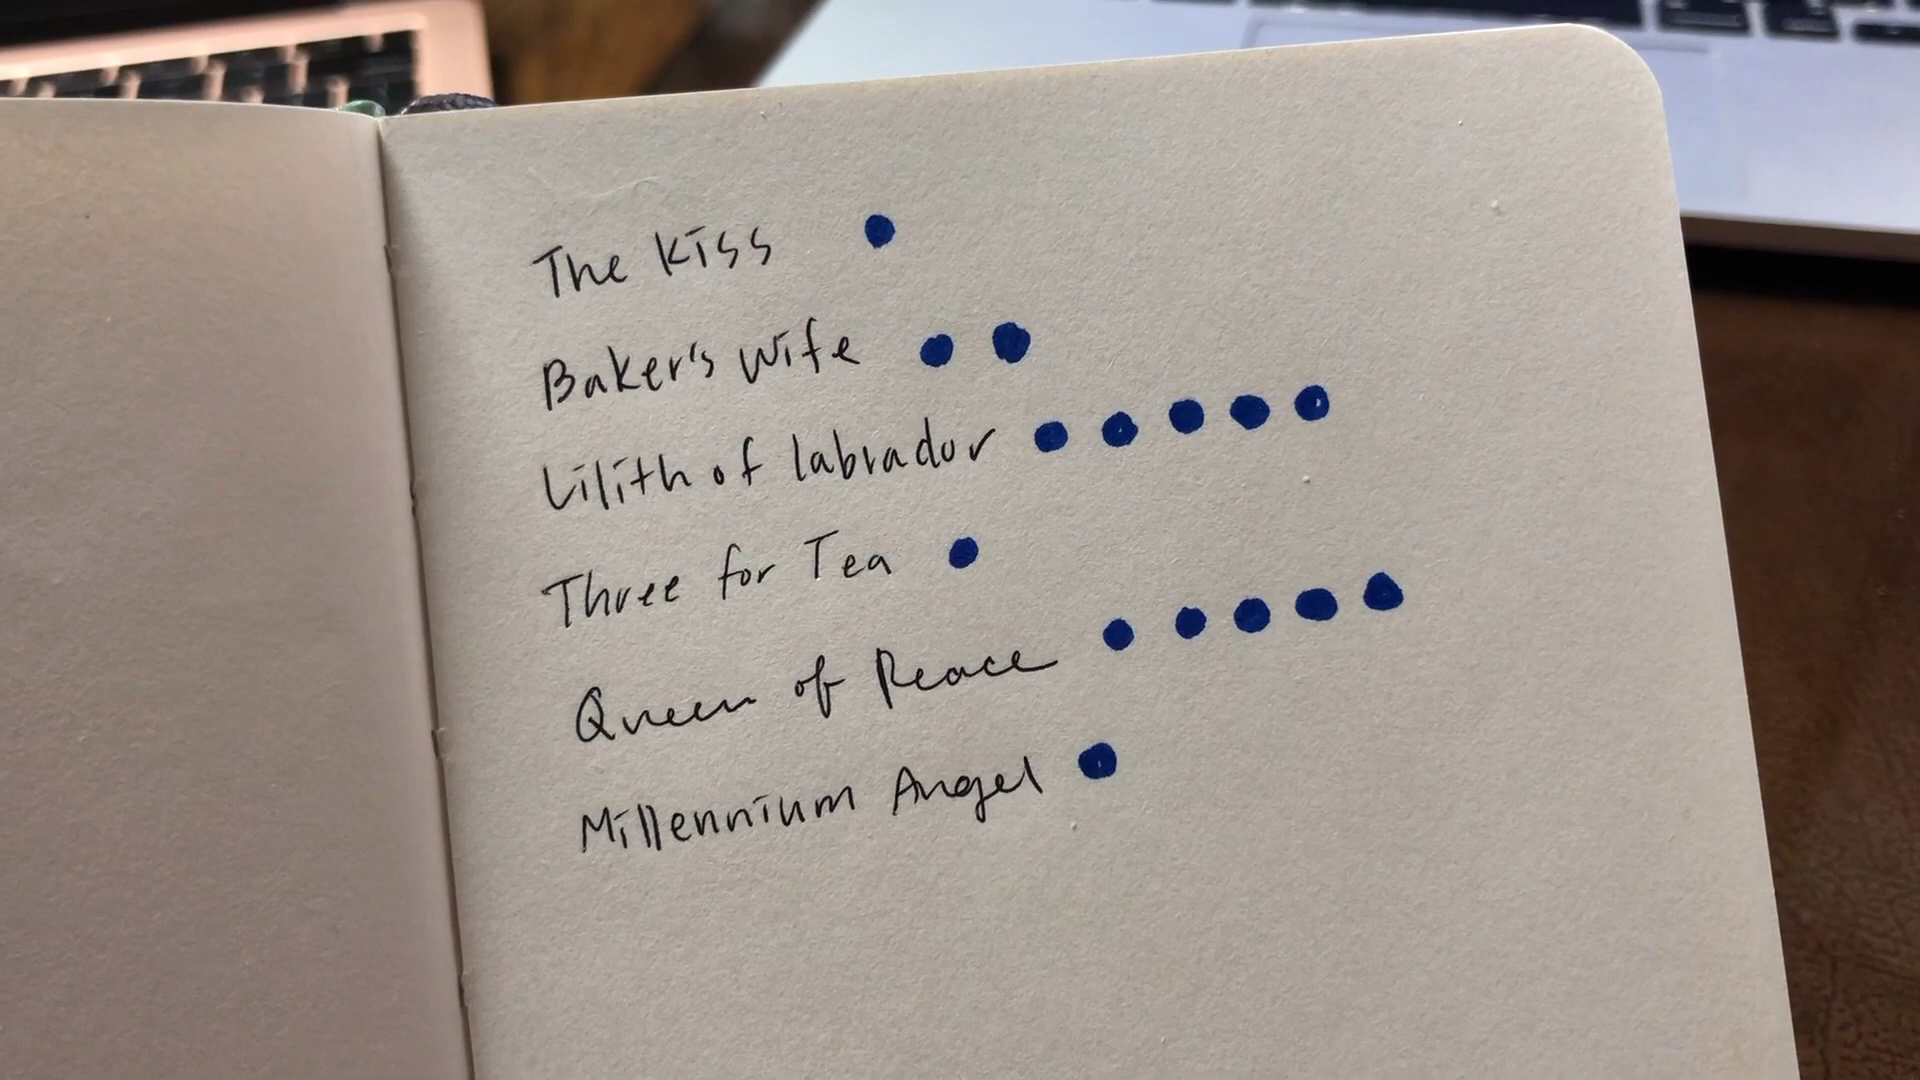 The Kiss
Baker's Wife
Lilith of labrador
Three for Tea
Queen of Peace
Millennium Angel